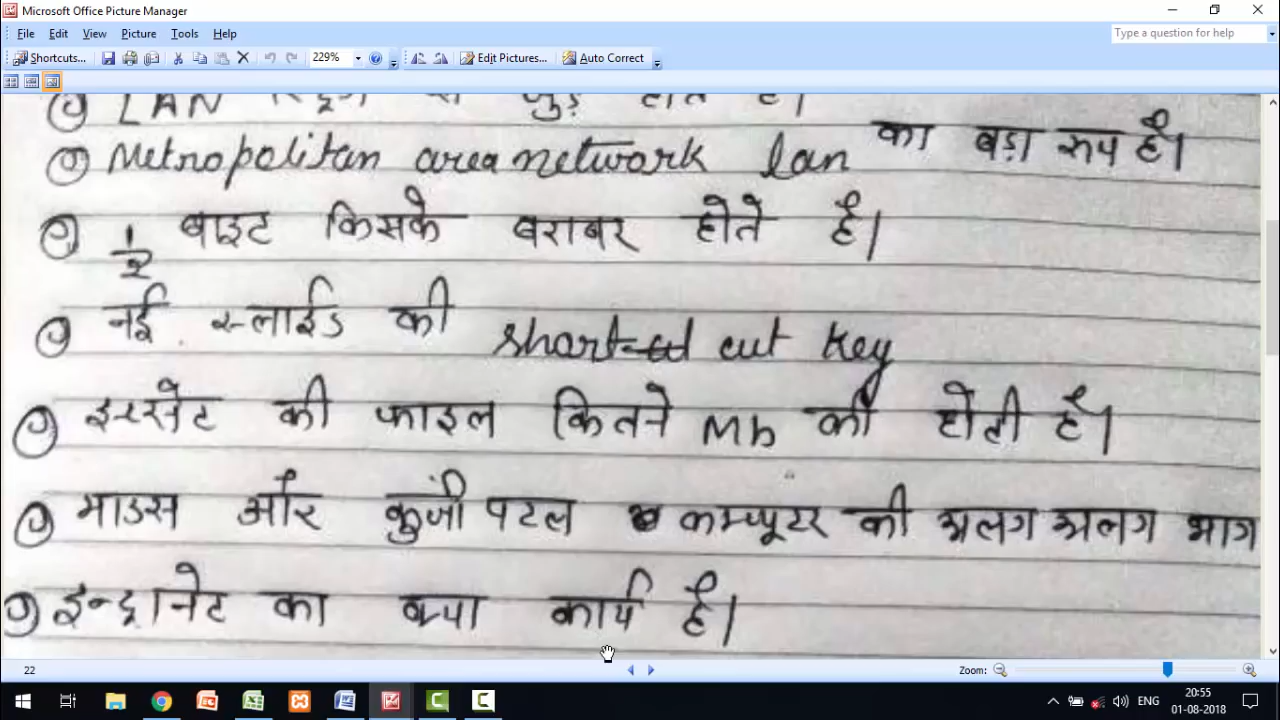 Microsoft Office Picture Manager
File Edit View Picture Tools Help
Type a question for help
Shortcuts... 229% Edit Pictures... Auto Correct
LAN
Metropolitan area network lan का बड़ा रूप है।
1/2 बाइट किसके बराबर होते है।
नई स्लाईड की short cut key
की फाइल कितने Mb की होती है।
माउस और कुंजी पटल कम्प्यूटर की अलग अलग भाग
इन्ट्रानेट का क्या कार्य है।
22 Zoom:
ENG 20:55
01-08-2018